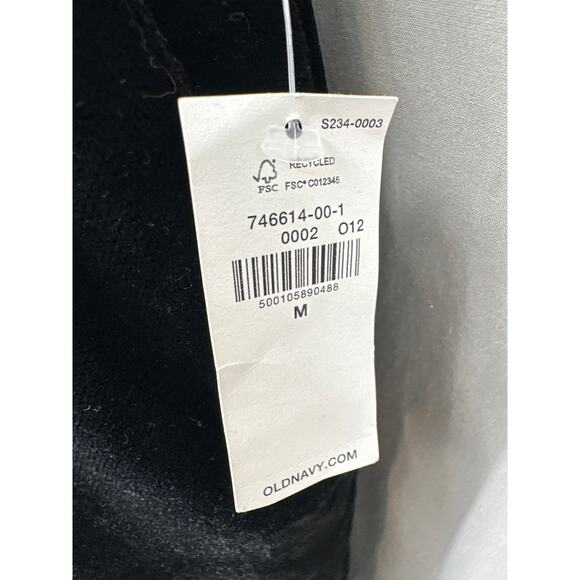 S234-0003
RECYCLED
FSC FSC® C012345
746614-00-1
0002 O12
500105890488
M
OLDNAVY.COM